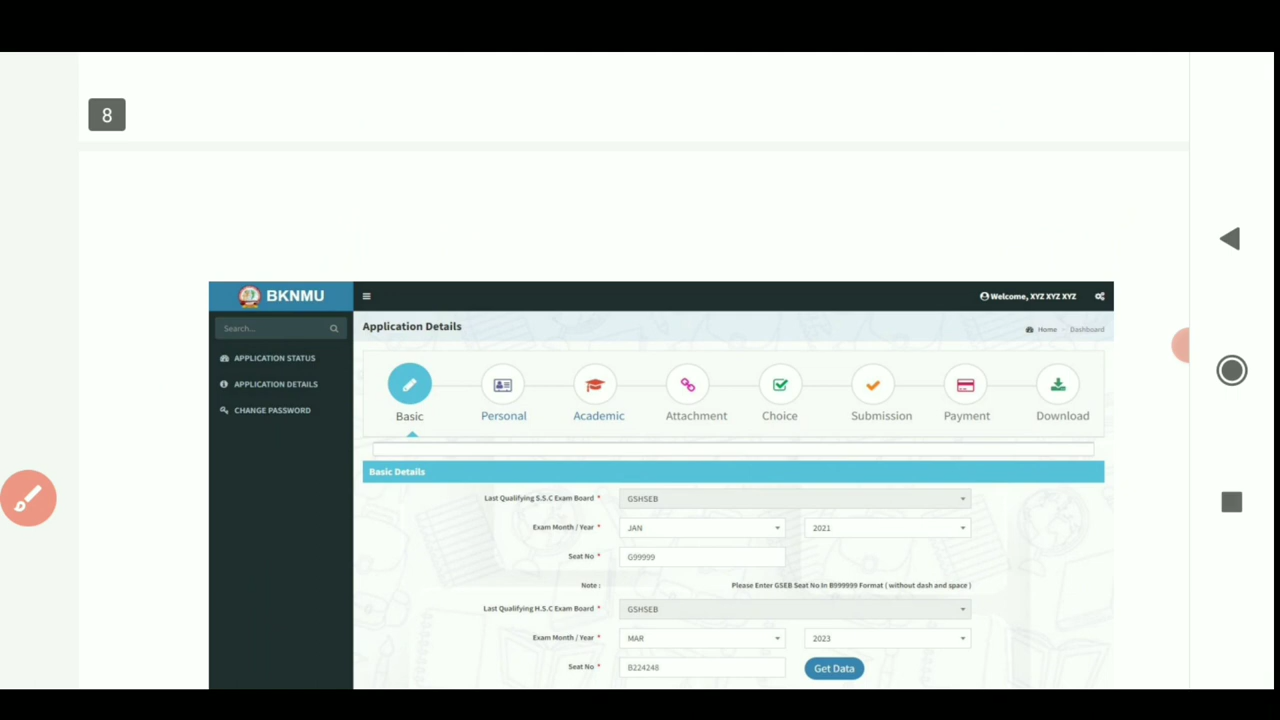 8
BKNMU
Welcome, XYZ XYZ XYZ
Search...
Application Details
Home – Dashboard
APPLICATION STATUS
APPLICATION DETAILS
CHANGE PASSWORD
Basic Personal Academic Attachment Choice Submission Payment Download
Basic Details
Last Qualifying S.S.C Exam Board * GSHSEB
Exam Month / Year * JAN 2021
Seat No * G99999
Note : Please Enter GSEB Seat No In B999999 Format ( without dash and space )
Last Qualifying H.S.C Exam Board * GSHSEB
Exam Month / Year * MAR 2023
Seat No * B224248 Get Data